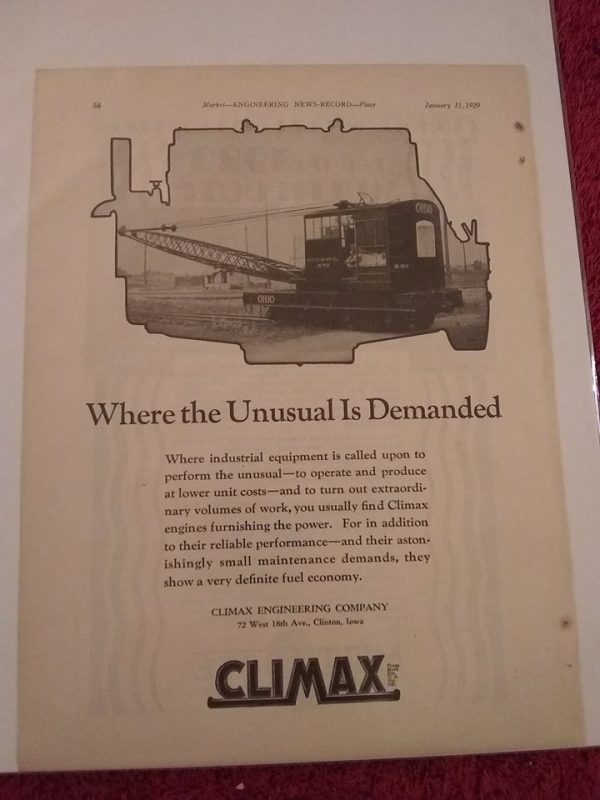 58 Market—ENGINEERING NEWS-RECORD—Place January 31, 1929
OHIO
OHIO
Where the Unusual Is Demanded
Where industrial equipment is called upon to
perform the unusual—to operate and produce
at lower unit costs—and to turn out extraordi-
nary volumes of work, you usually find Climax
engines furnishing the power. For in addition
to their reliable performance—and their aston-
ishingly small maintenance demands, they
show a very definite fuel economy.
CLIMAX ENGINEERING COMPANY
72 West 18th Ave., Clinton, Iowa
CLIMAX